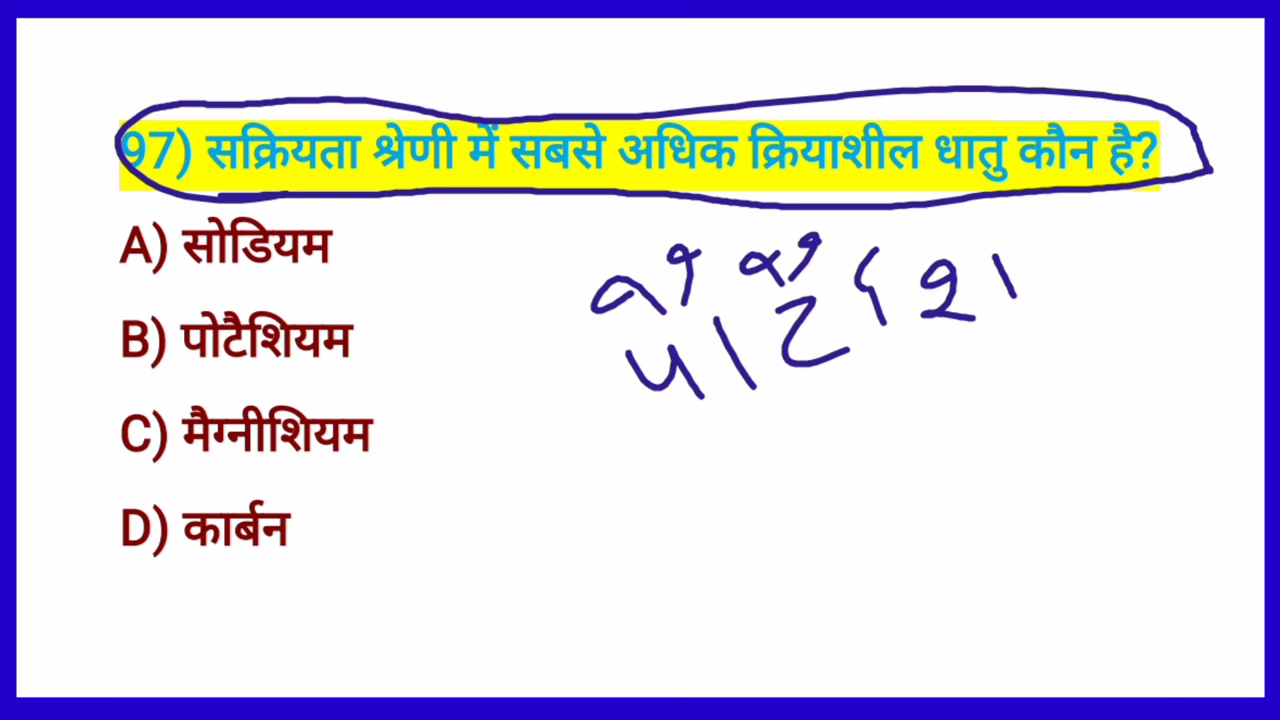 97) सक्रियता श्रेणी में सबसे अधिक क्रियाशील धातु कौन है?
A) सोडियम
B) पोटैशियम
C) मैग्नीशियम
D) कार्बन